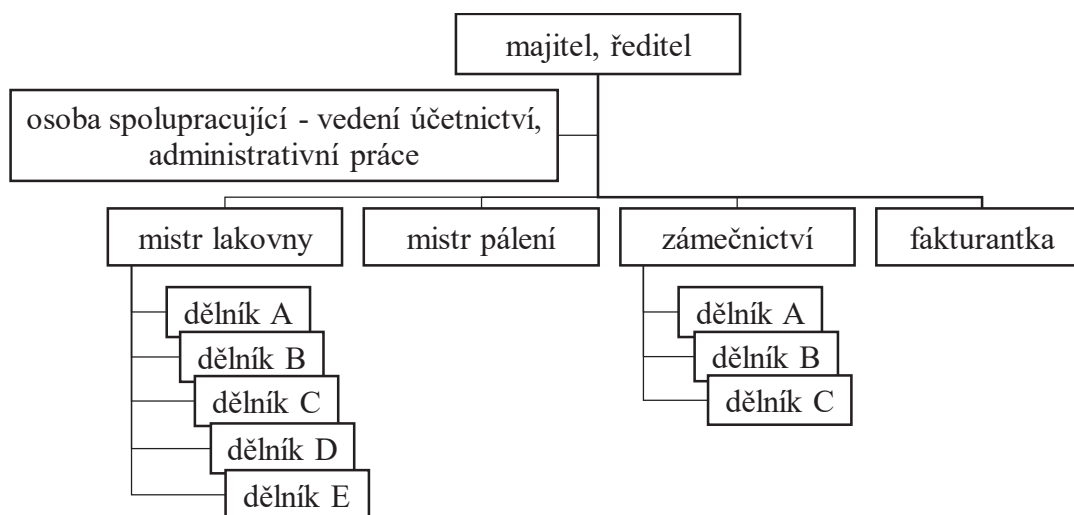 majitel, ředitel
osoba spolupracující - vedení účetnictví,
administrativní práce
mistr lakovny
mistr pálení
zámečnictví
fakturantka
dělník A
dělník B
dělník C
dělník D
dělník E
dělník A
dělník B
dělník C